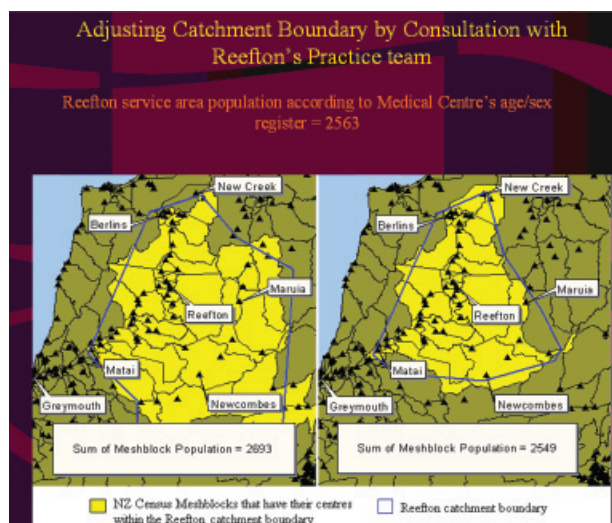 Adjusting Catchment Boundary by Consultation with
Reefton's Practice team
Reefton service area population according to Medical Centre's age/sex
register = 2563
New Creek
Berlins
Maruia
Reefton
Matai
Greymouth
Newcombes
Sum of Meshblock Population = 2693
New Creek
Berlins
Maruia
Reefton
Matai
Greymouth
Newcombes
Sum of Meshblock Population = 2549
NZ Census Meshblocks that have their centres
within the Reefton catchment boundary
Reefton catchment boundary